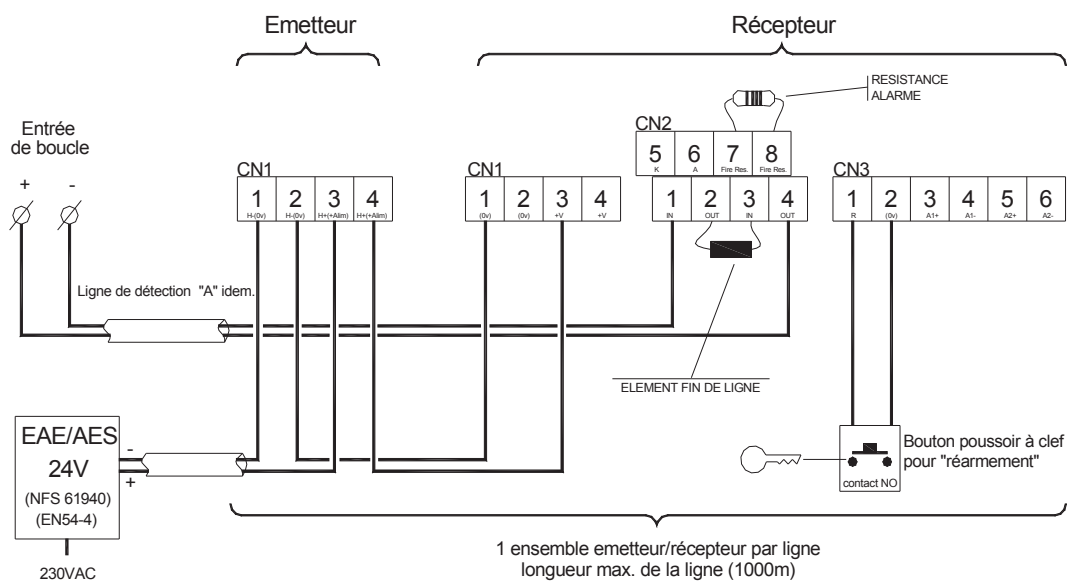 Emetteur
Récepteur
RESISTANCE
ALARME
Entrée
de boucle
+ -
CN2
5 6 7 8
K A Fire Res. Fire Res.
CN1
1 2 3 4
H-(0v) H-(0v) H+(+Alim) H+(+Alim)
CN1
1 2 3 4
(0v) (0v) +V +V
1 2 3 4
IN OUT IN OUT
CN3
1 2 3 4 5 6
R (0v) A1+ A1- A2+ A2-
Ligne de détection "A" idem.
ELEMENT FIN DE LIGNE
EAE/AES
24V
(NFS 61940)
(EN54-4)
-
+
230VAC
Bouton poussoir à clef
pour "réarmement"
contact NO
1 ensemble emetteur/récepteur par ligne
longueur max. de la ligne (1000m)